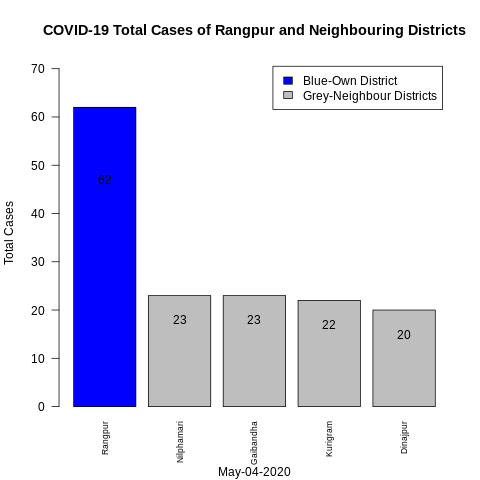 COVID-19 Total Cases of Rangpur and Neighbouring Districts
Blue-Own District
Grey-Neighbour Districts
Total Cases
70
60
50
40
30
20
10
0
62
23
23
22
20
Rangpur
Nilphamari
Gaibandha
Kurigram
Dinajpur
May-04-2020